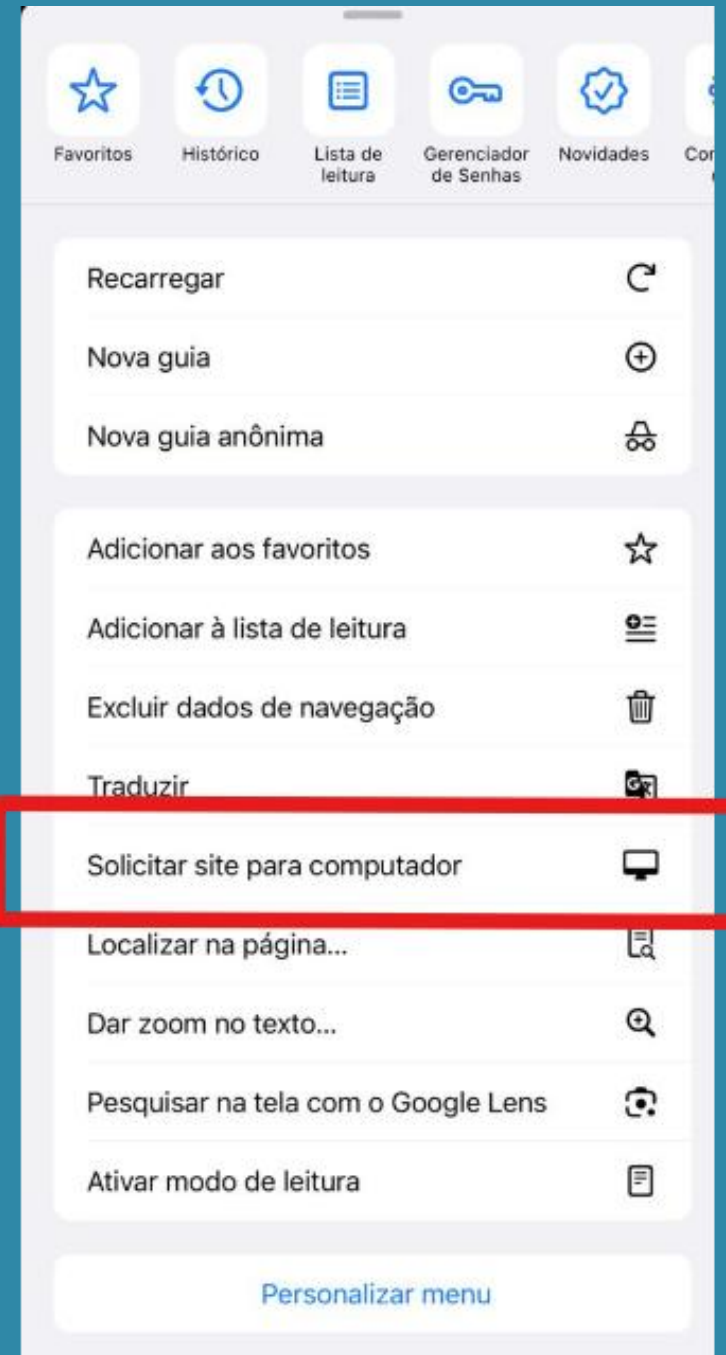 Favoritos
Histórico
Lista de
leitura
Gerenciador
de Senhas
Novidades
Recarregar
Nova guia
Nova guia anônima
Adicionar aos favoritos
Adicionar à lista de leitura
Excluir dados de navegação
Traduzir
Solicitar site para computador
Localizar na página...
Dar zoom no texto...
Pesquisar na tela com o Google Lens
Ativar modo de leitura
Personalizar menu